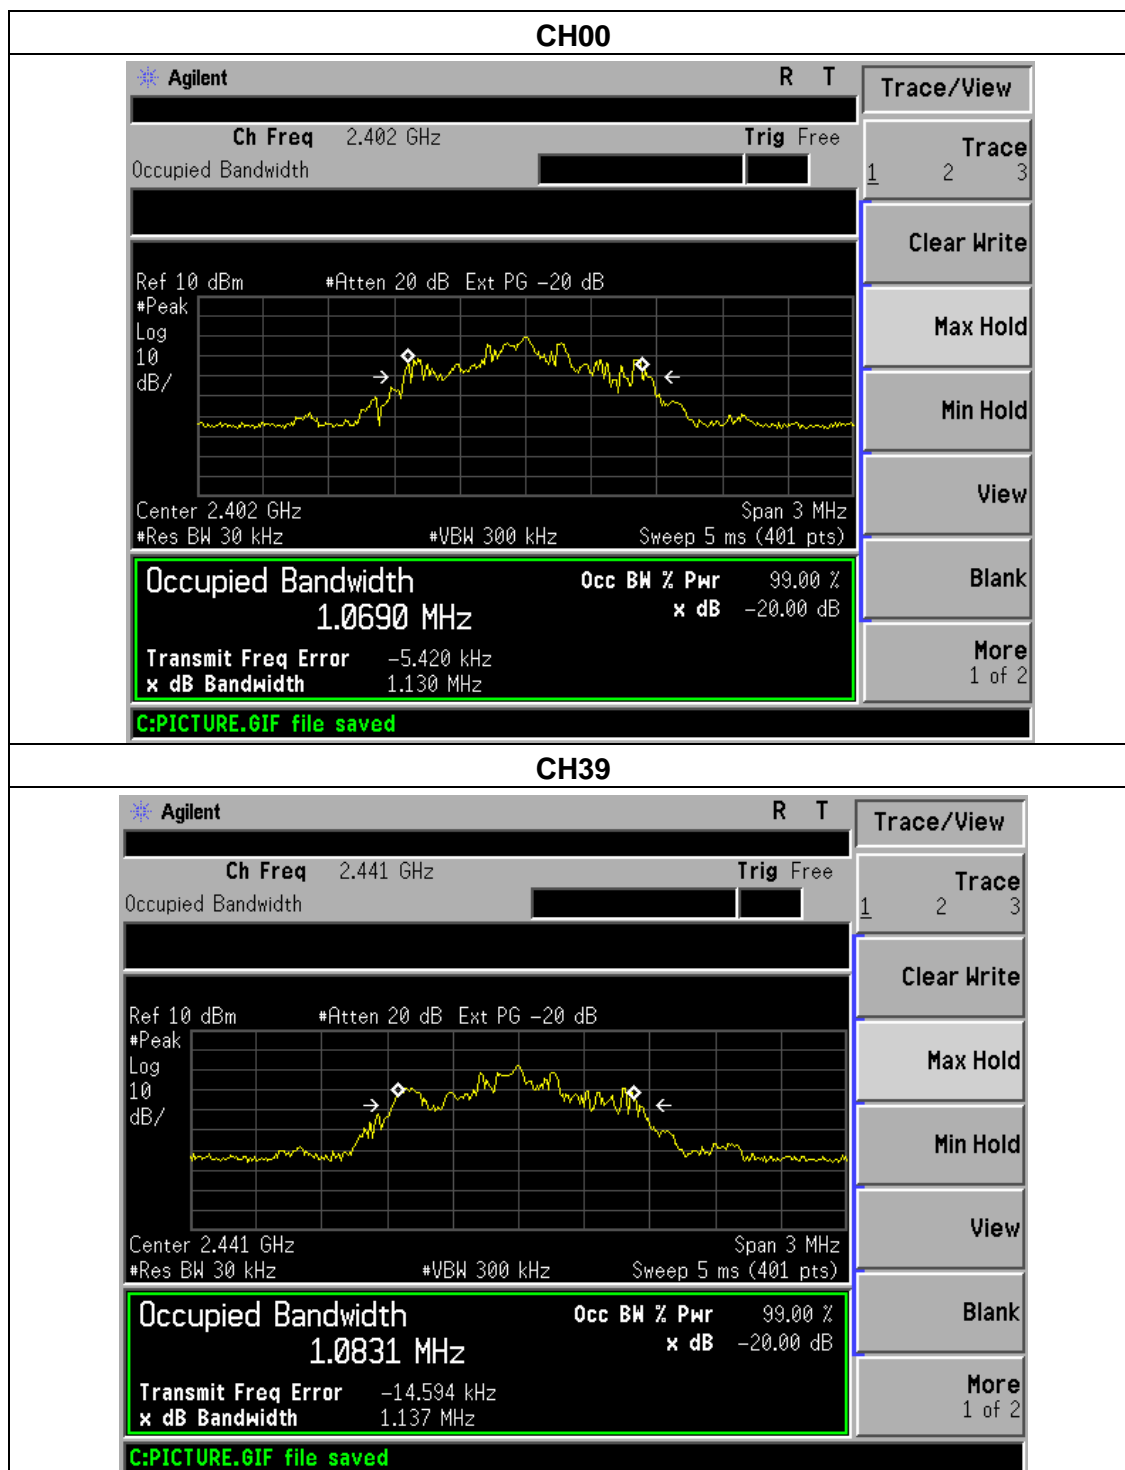 CH00
Agilent R T Trace/View
Ch Freq 2.402 GHz Trig Free
Occupied Bandwidth
Trace
1 2 3
Clear Write
Max Hold
Min Hold
View
Blank
More
1 of 2
Ref 10 dBm #Atten 20 dB Ext PG -20 dB
#Peak
Log
10
dB/
Center 2.402 GHz Span 3 MHz
#Res BW 30 kHz #VBW 300 kHz Sweep 5 ms (401 pts)
Occupied Bandwidth Occ BW % Pwr 99.00 %
1.0690 MHz x dB -20.00 dB
Transmit Freq Error -5.420 kHz
x dB Bandwidth 1.130 MHz
C:PICTURE.GIF file saved
CH39
Agilent R T Trace/View
Ch Freq 2.441 GHz Trig Free
Occupied Bandwidth
Trace
1 2 3
Clear Write
Max Hold
Min Hold
View
Blank
More
1 of 2
Ref 10 dBm #Atten 20 dB Ext PG -20 dB
#Peak
Log
10
dB/
Center 2.441 GHz Span 3 MHz
#Res BW 30 kHz #VBW 300 kHz Sweep 5 ms (401 pts)
Occupied Bandwidth Occ BW % Pwr 99.00 %
1.0831 MHz x dB -20.00 dB
Transmit Freq Error -14.594 kHz
x dB Bandwidth 1.137 MHz
C:PICTURE.GIF file saved